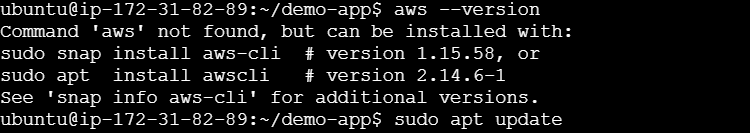 ubuntu@ip-172-31-82-89:~/demo-app$ aws --version
Command 'aws' not found, but can be installed with:
sudo snap install aws-cli  # version 1.15.58, or
sudo apt  install awscli   # version 2.14.6-1
See 'snap info aws-cli' for additional versions.
ubuntu@ip-172-31-82-89:~/demo-app$ sudo apt update